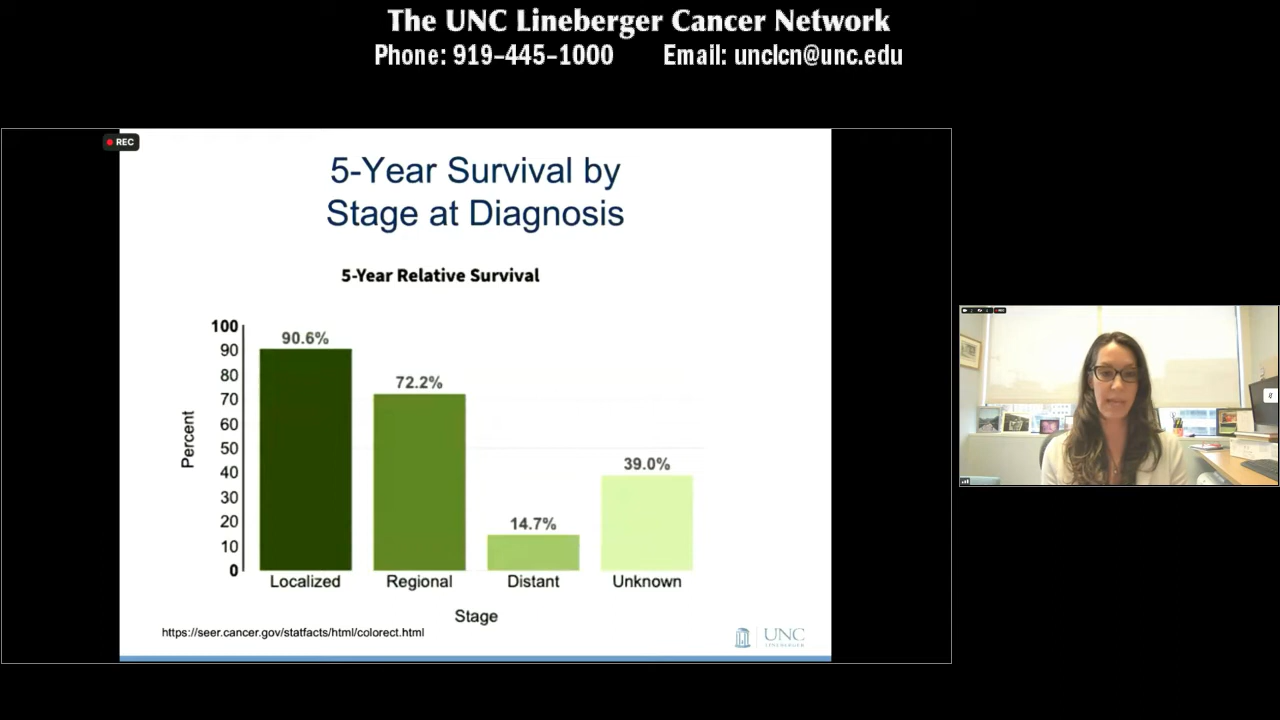 The UNC Lineberger Cancer Network
Phone: 919-445-1000 Email: unclcn@unc.edu
REC
5-Year Survival by
Stage at Diagnosis
5-Year Relative Survival
100
90
80
70
60
50
40
30
20
10
0
Percent
90.6%
72.2%
14.7%
39.0%
Localized Regional Distant Unknown
Stage
https://seer.cancer.gov/statfacts/html/colorect.html
UNC
LINEBERGER